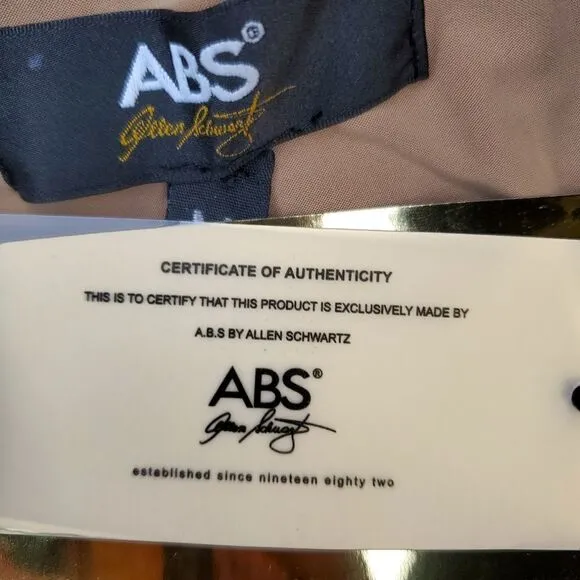 ABS®
Allen Schwartz
CERTIFICATE OF AUTHENTICITY
THIS IS TO CERTIFY THAT THIS PRODUCT IS EXCLUSIVELY MADE BY
A.B.S BY ALLEN SCHWARTZ
ABS®
Allen Schwartz
established since nineteen eighty two